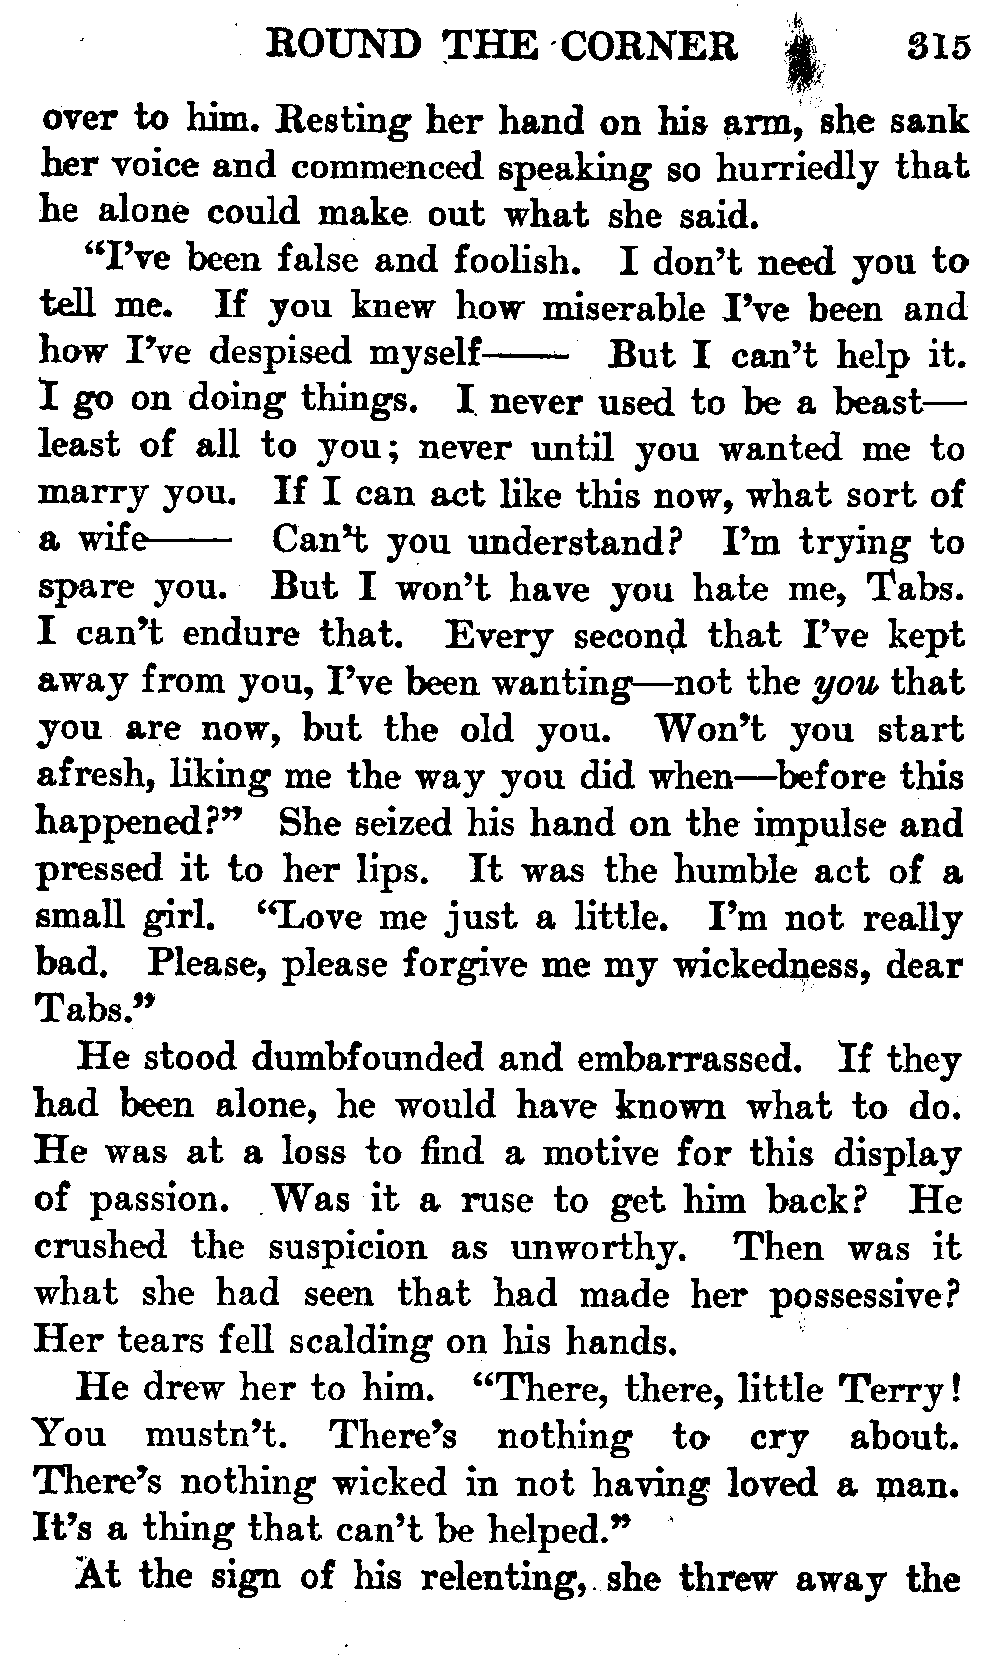 ROUND THE CORNER 315
over to him. Resting her hand on his arm, she sank
her voice and commenced speaking so hurriedly that
he alone could make out what she said.
“I’ve been false and foolish. I don’t need you to
tell me. If you knew how miserable I’ve been and
how I’ve despised myself—— But I can’t help it.
I go on doing things. I never used to be a beast—
least of all to you; never until you wanted me to
marry you. If I can act like this now, what sort of
a wife—— Can’t you understand? I’m trying to
spare you. But I won’t have you hate me, Tabs.
I can’t endure that. Every second that I’ve kept
away from you, I’ve been wanting—not the you that
you are now, but the old you. Won’t you start
afresh, liking me the way you did when—before this
happened?” She seized his hand on the impulse and
pressed it to her lips. It was the humble act of a
small girl. “Love me just a little. I’m not really
bad. Please, please forgive me my wickedness, dear
Tabs.”
He stood dumbfounded and embarrassed. If they
had been alone, he would have known what to do.
He was at a loss to find a motive for this display
of passion. Was it a ruse to get him back? He
crushed the suspicion as unworthy. Then was it
what she had seen that had made her possessive?
Her tears fell scalding on his hands.
He drew her to him. “There, there, little Terry!
You mustn’t. There’s nothing to cry about.
There’s nothing wicked in not having loved a man.
It’s a thing that can’t be helped.”
At the sign of his relenting, she threw away the